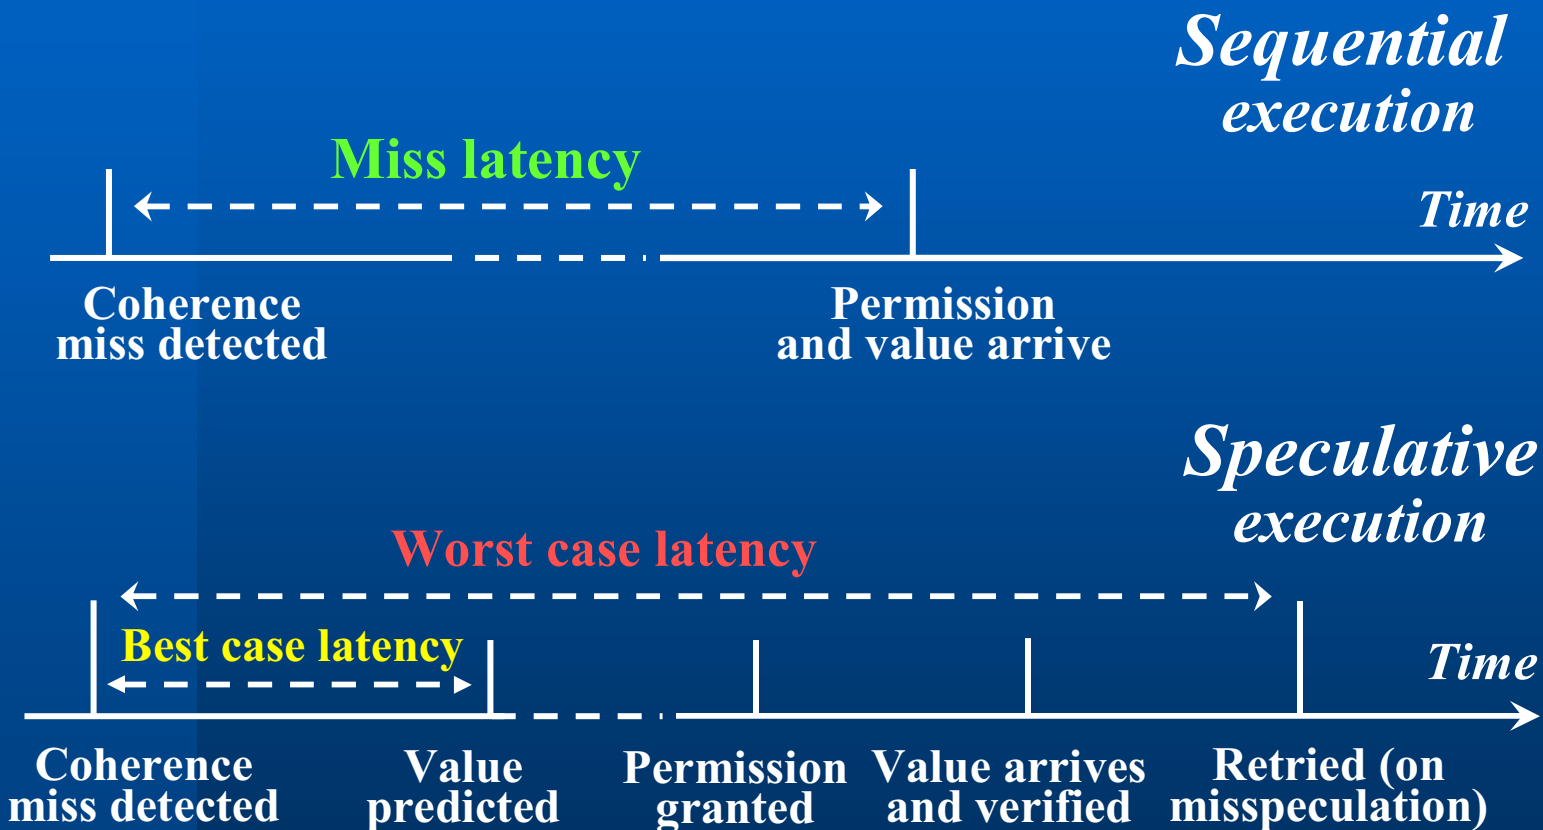 Sequential
execution
Miss latency
Time
Coherence
miss detected
Permission
and value arrive
Speculative
execution
Worst case latency
Best case latency
Time
Coherence
miss detected
Value
predicted
Permission
granted
Value arrives
and verified
Retried (on
misspeculation)